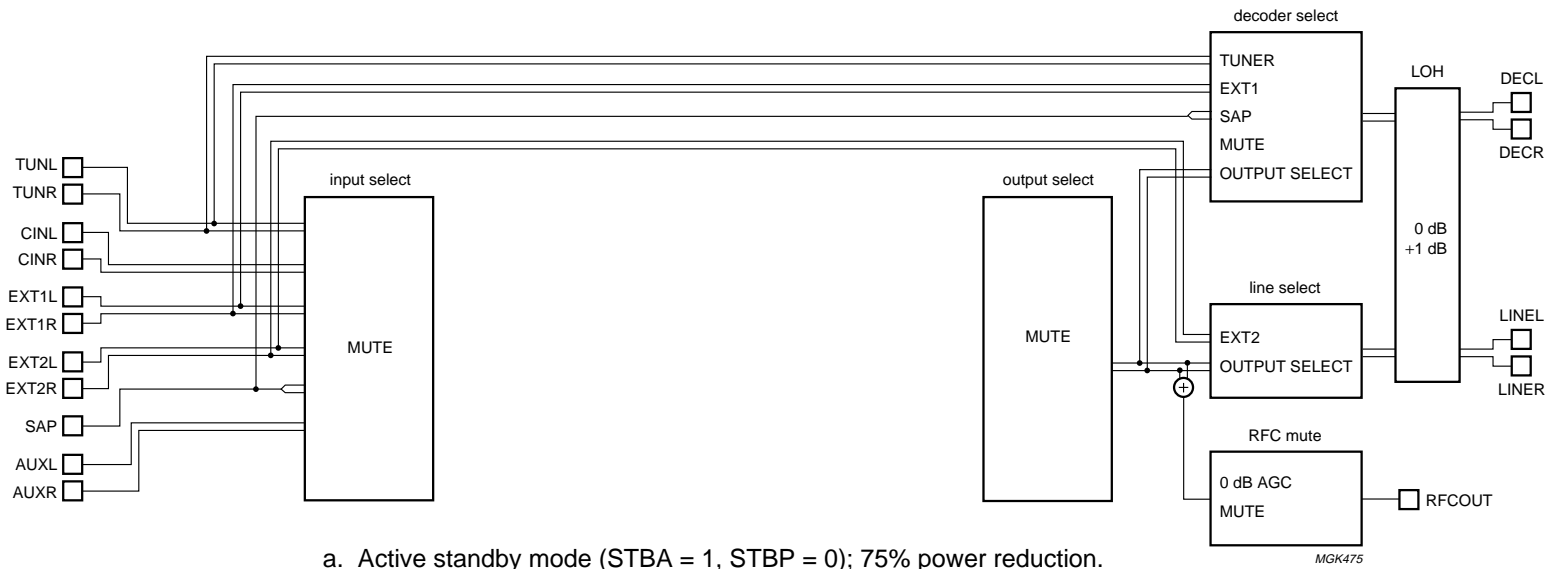 decoder select
TUNER
EXT1
SAP
MUTE
OUTPUT SELECT
LOH
0 dB
+1 dB
DECL
DECR
TUNL
TUNR
CINL
CINR
EXT1L
EXT1R
EXT2L
EXT2R
SAP
AUXL
AUXR
input select
MUTE
output select
MUTE
line select
EXT2
OUTPUT SELECT
LINEL
LINER
+
RFC mute
0 dB AGC
MUTE
RFCOUT
a. Active standby mode (STBA = 1, STBP = 0); 75% power reduction.
MGK475